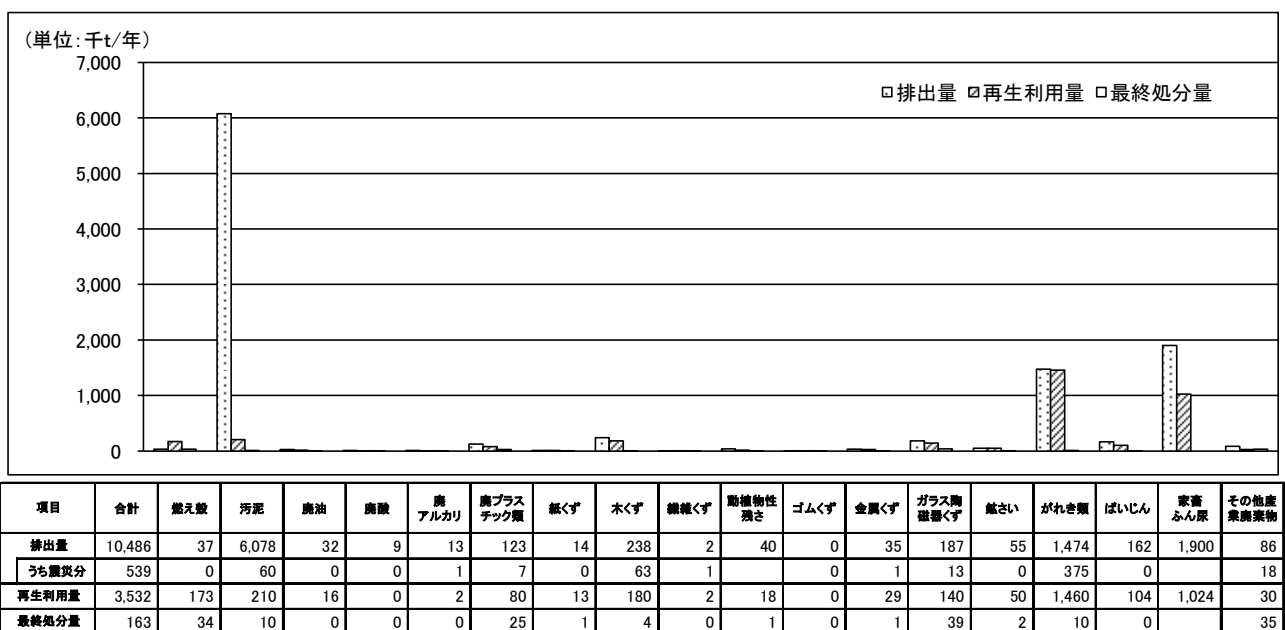 （単位：千t/年）
7,000
6,000
5,000
4,000
3,000
2,000
1,000
0
排出量 再生利用量 最終処分量
項目 合計 燃え殻 汚泥 廃油 廃酸 廃アルカリ 廃プラスチック類 紙くず 木くず 繊維くず 動植物性残さ ゴムくず 金属くず ガラス陶磁器くず 鉱さい がれき類 ばいじん 家畜ふん尿 その他産業廃棄物
排出量 10,486 37 6,078 32 9 13 123 14 238 2 40 0 35 187 55 1,474 162 1,900 86
うち震災分 539 0 60 0 0 1 7 0 63 1 0 1 13 0 375 0 18
再生利用量 3,532 173 210 16 0 2 80 13 180 2 18 0 29 140 50 1,460 104 1,024 30
最終処分量 163 34 10 0 0 0 25 1 4 0 1 0 1 39 2 10 0 35